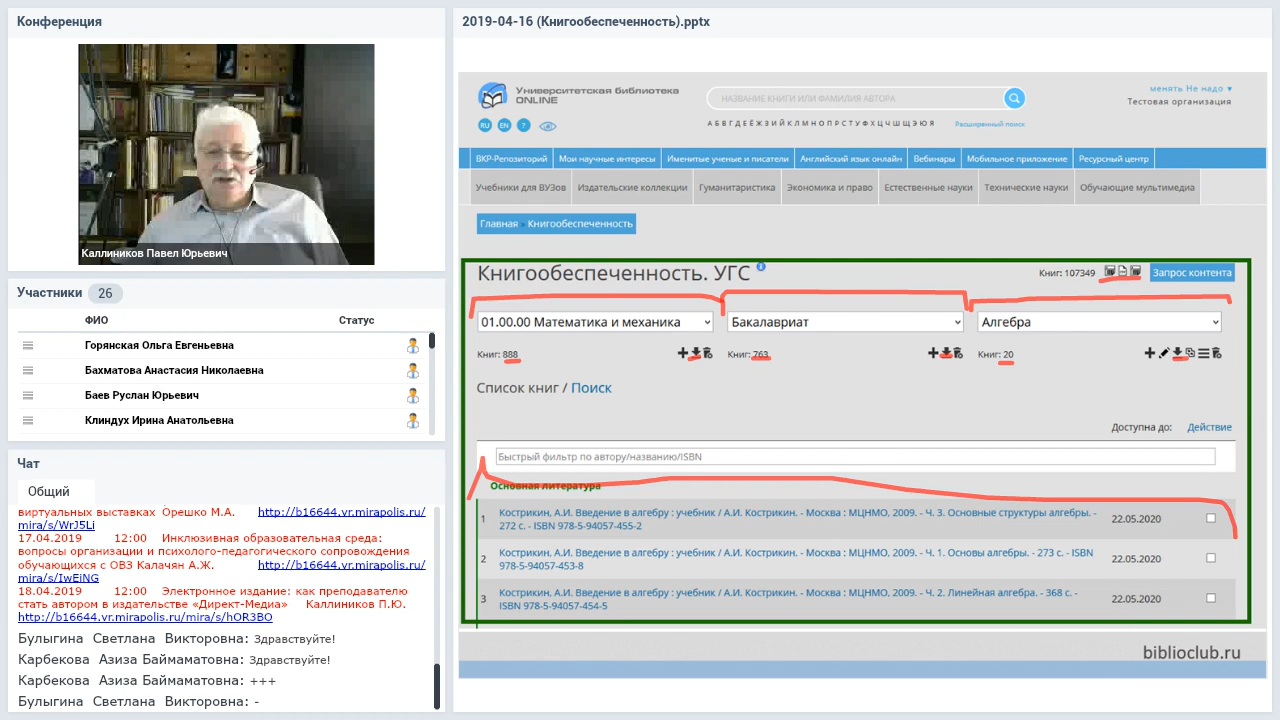 Конференция
Каллиников Павел Юрьевич
Участники 26
ФИО Статус
Горянская Ольга Евгеньевна
Бахматова Анастасия Николаевна
Баев Руслан Юрьевич
Клиндух Ирина Анатольевна
Чат
Общий
виртуальных выставках Орешко М.А. http://b16644.vr.mirapolis.ru/
mira/s/WrJ5Li
17.04.2019 12:00 Инклюзивная образовательная среда:
вопросы организации и психолого-педагогического сопровождения
обучающихся с ОВЗ Калачян А.Ж. http://b16644.vr.mirapolis.ru/
mira/s/IwEiNG
18.04.2019 12:00 Электронное издание: как преподавателю
стать автором в издательстве «Директ-Медиа» Каллиников П.Ю.
http://b16644.vr.mirapolis.ru/mira/s/hOR3BO
Булыгина Светлана Викторовна: Здравствуйте!
Карбекова Азиза Баймаматовна: Здравствуйте!
Карбекова Азиза Баймаматовна: +++
Булыгина Светлана Викторовна: -
2019-04-16 (Книгообеспеченность).pptx
Университетская библиотека
ONLINE
RU EN ?
НАЗВАНИЕ КНИГИ ИЛИ ФАМИЛИЯ АВТОРА
А Б В Г Д Е Ё Ж З И Й К Л М Н О П Р С Т У Ф Х Ц Ч Ш Щ Э Ю Я
Расширенный поиск
менять Не надо ▾
Тестовая организация
ВКР-Репозиторий Мои научные интересы Именитые ученые и писатели Английский язык онлайн Вебинары Мобильное приложение Ресурсный центр
Учебники для ВУЗов Издательские коллекции Гуманитаристика Экономика и право Естественные науки Технические науки Обучающие мультимедиа
Главная » Книгообеспеченность
Книгообеспеченность. УГС
Книг: 107349 Запрос контента
01.00.00 Математика и механика Бакалавриат Алгебра
Книг: 888 Книг: 763 Книг: 20
Список книг / Поиск
Доступна до: Действие
Быстрый фильтр по автору/названию/ISBN
Основная литература
1 Кострикин, А.И. Введение в алгебру : учебник / А.И. Кострикин. - Москва : МЦНМО, 2009. - Ч. 3. Основные структуры алгебры. -
272 с. - ISBN 978-5-94057-455-2 22.05.2020
2 Кострикин, А.И. Введение в алгебру : учебник / А.И. Кострикин. - Москва : МЦНМО, 2009. - Ч. 1. Основы алгебры. - 273 с. - ISBN
978-5-94057-453-8 22.05.2020
3 Кострикин, А.И. Введение в алгебру : учебник / А.И. Кострикин. - Москва : МЦНМО, 2009. - Ч. 2. Линейная алгебра. - 368 с. -
ISBN 978-5-94057-454-5 22.05.2020
biblioclub.ru